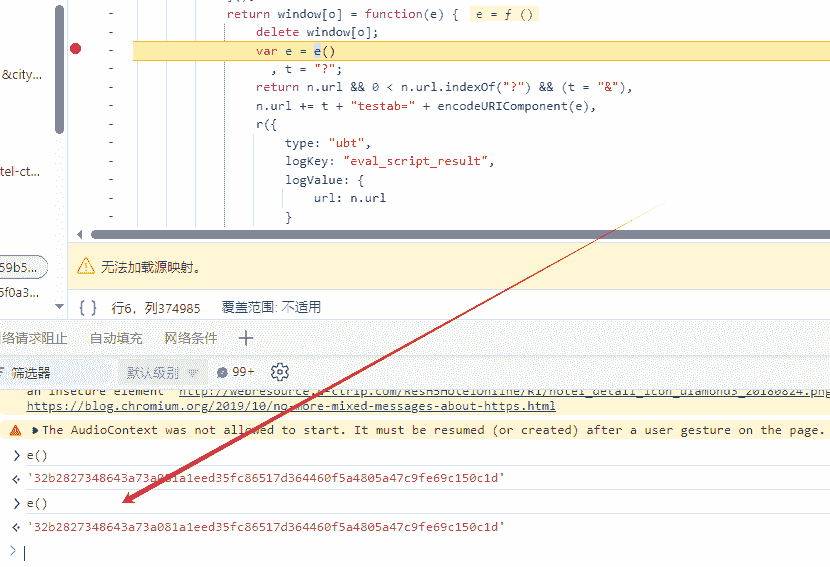 return window[o] = function(e) { e = ƒ ()
delete window[o];
&city...
var e = e()
, t = "?";
return n.url && 0 < n.url.indexOf("?") && (t = "&"),
n.url += t + "testab=" + encodeURIComponent(e),
r({
type: "ubt",
logKey: "eval_script_result",
tel-ct...
logValue: {
url: n.url
}
59b5...
无法加载源映射。
5f0a3...
{ } 行6，列374985 覆盖范围: 不适用
络请求阻止 自动填充 网络条件 +
筛选器 默认级别 99+
an insecure element
https://blog.chromium.org/2019/10/no-more-mixed-messages-about-https.html
The AudioContext was not allowed to start. It must be resumed (or created) after a user gesture on the page.
> e()
'32b2827348643a73a081a1eed35fc86517d364460f5a4805a47c9fe69c150c1d'
> e()
'32b2827348643a73a081a1eed35fc86517d364460f5a4805a47c9fe69c150c1d'
>